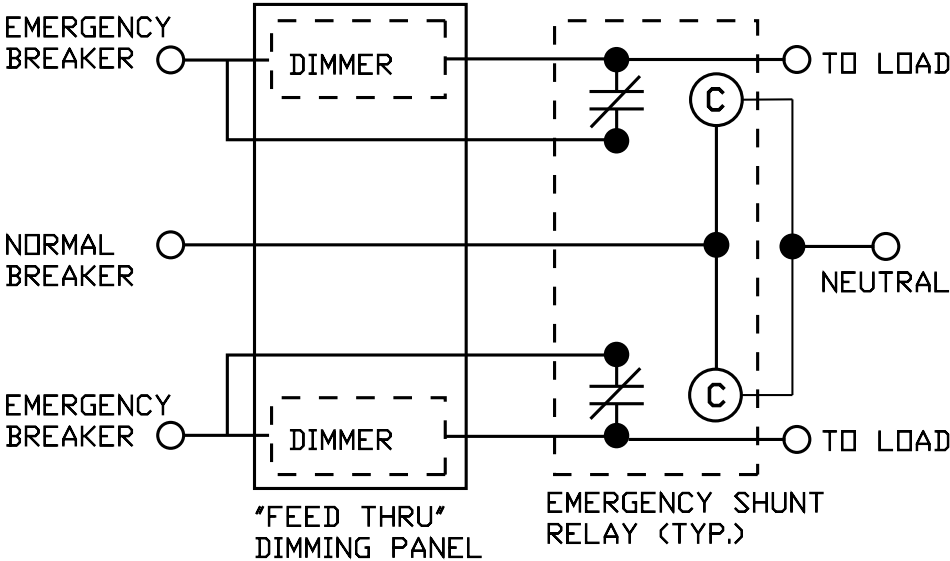 EMERGENCY
BREAKER
DIMMER
TO LOAD
C
NORMAL
BREAKER
NEUTRAL
EMERGENCY
BREAKER
DIMMER
C
TO LOAD
"FEED THRU"
DIMMING PANEL
EMERGENCY SHUNT
RELAY (TYP.)